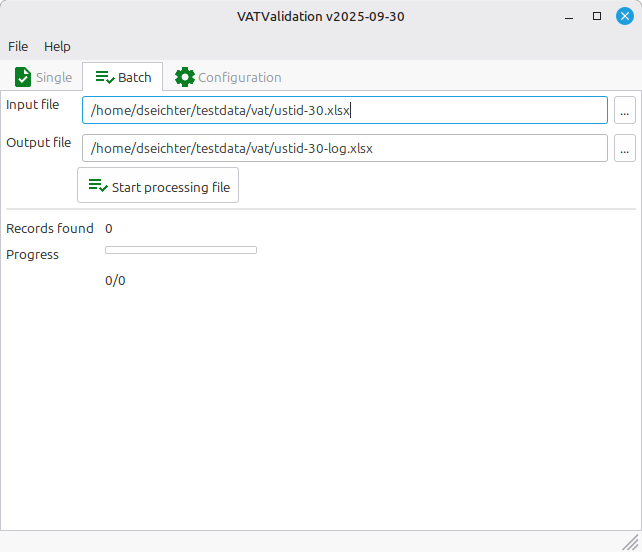 VATValidation v2025-09-30
File Help
Single Batch Configuration
Input file /home/dseichter/testdata/vat/ustid-30.xlsx ...
Output file /home/dseichter/testdata/vat/ustid-30-log.xlsx ...
Start processing file
Records found 0
Progress
0/0